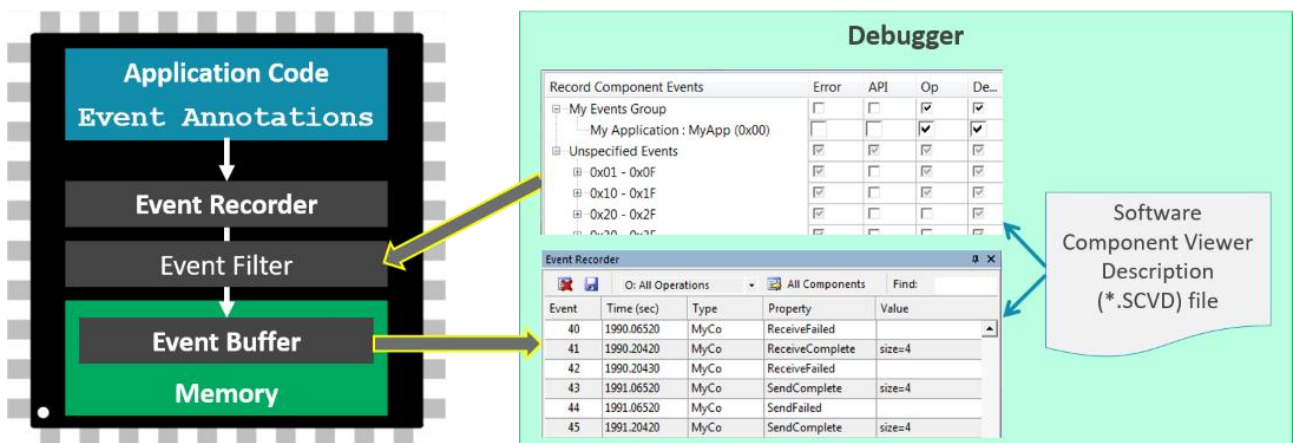 Application Code
Event Annotations
Event Recorder
Event Filter
Event Buffer
Memory
Debugger
Record Component Events Error API Op De...
My Events Group
My Application : MyApp (0x00)
Unspecified Events
0x01 - 0x0F
0x10 - 0x1F
0x20 - 0x2F
Event Recorder
O: All Operations All Components Find:
Event Time (sec) Type Property Value
40 1990.06520 MyCo ReceiveFailed
41 1990.20420 MyCo ReceiveComplete size=4
42 1990.20430 MyCo ReceiveFailed
43 1991.06520 MyCo SendComplete size=4
44 1991.06520 MyCo SendFailed
45 1991.20420 MyCo SendComplete size=4
Software
Component Viewer
Description
(*.SCVD) file